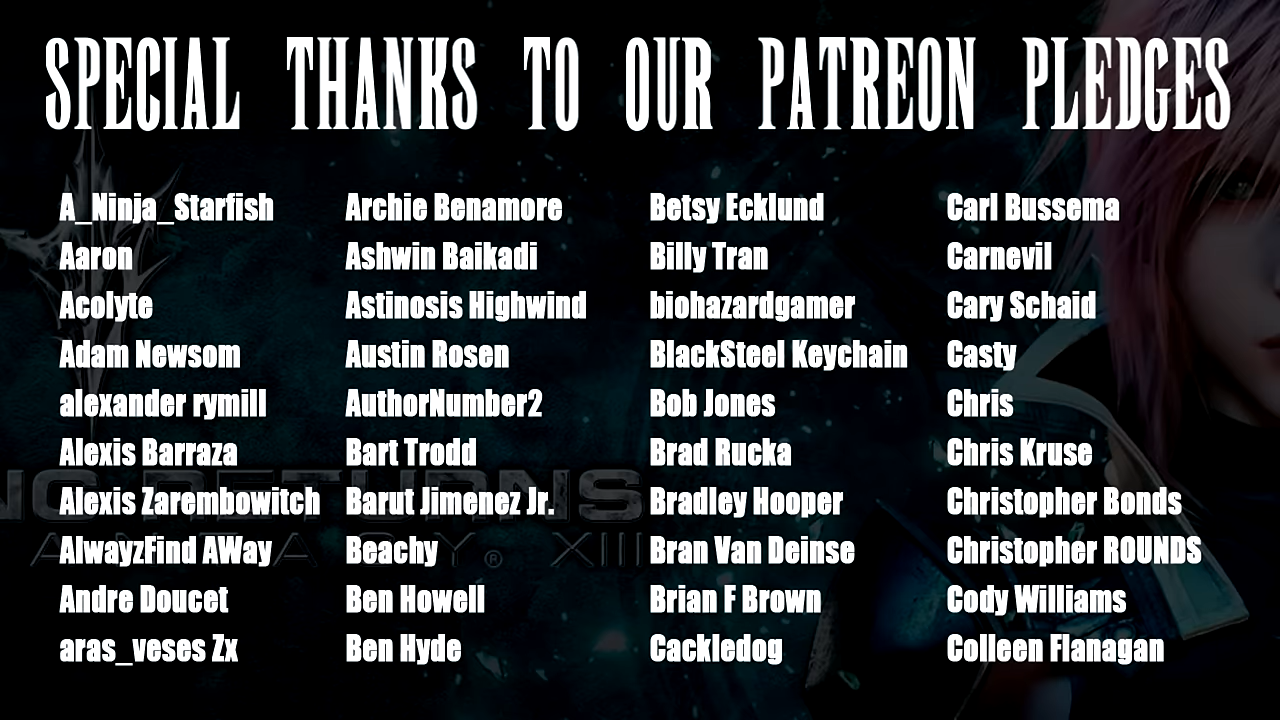 SPECIAL THANKS TO OUR PATREON PLEDGES
A_Ninja_Starfish
Aaron
Acolyte
Adam Newsom
alexander rymill
Alexis Barraza
Alexis Zarembowitch
AlwayzFind AWay
Andre Doucet
aras_veses Zx
Archie Benamore
Ashwin Baikadi
Astinosis Highwind
Austin Rosen
AuthorNumber2
Bart Trodd
Barut Jimenez Jr.
Beachy
Ben Howell
Ben Hyde
Betsy Ecklund
Billy Tran
biohazardgamer
BlackSteel Keychain
Bob Jones
Brad Rucka
Bradley Hooper
Bran Van Deinse
Brian F Brown
Cackledog
Carl Bussema
Carnevil
Cary Schaid
Casty
Chris
Chris Kruse
Christopher Bonds
Christopher ROUNDS
Cody Williams
Colleen Flanagan
RETURNS
XIII